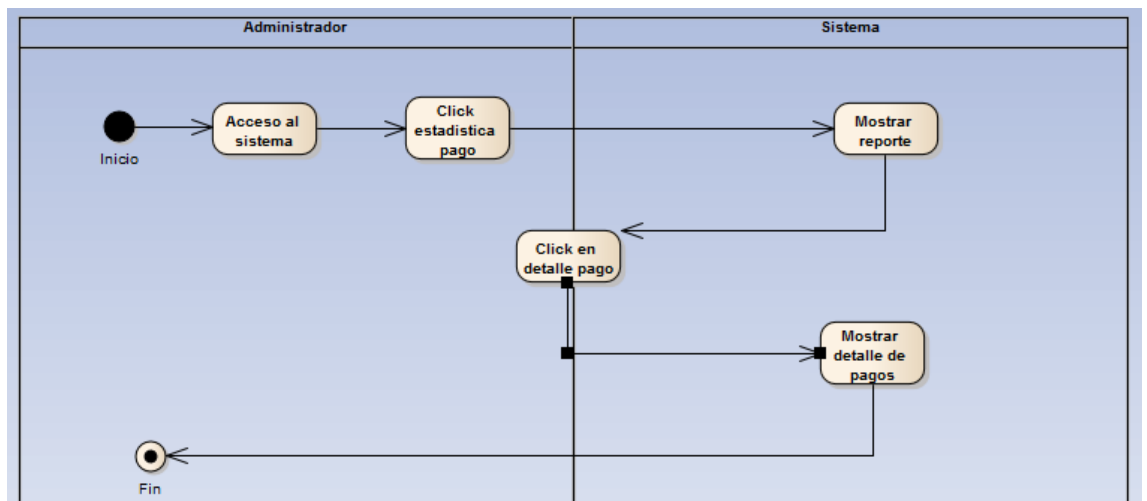 Administrador
Sistema
Inicio
Acceso al
sistema
Click
estadistica
pago
Mostrar
reporte
Click en
detalle pago
Mostrar
detalle de
pagos
Fin